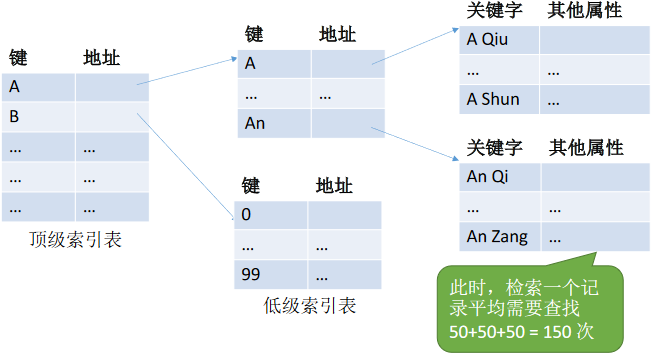 键 地址
A
B
… …
… …
… …
顶级索引表
键 地址
A
… …
An
键 地址
0
… …
99 …
低级索引表
关键字 其他属性
A Qiu
… …
A Shun …
关键字 其他属性
An Qi
… …
An Zang …
此时，检索一个记
录平均需要查找
50+50+50 = 150 次